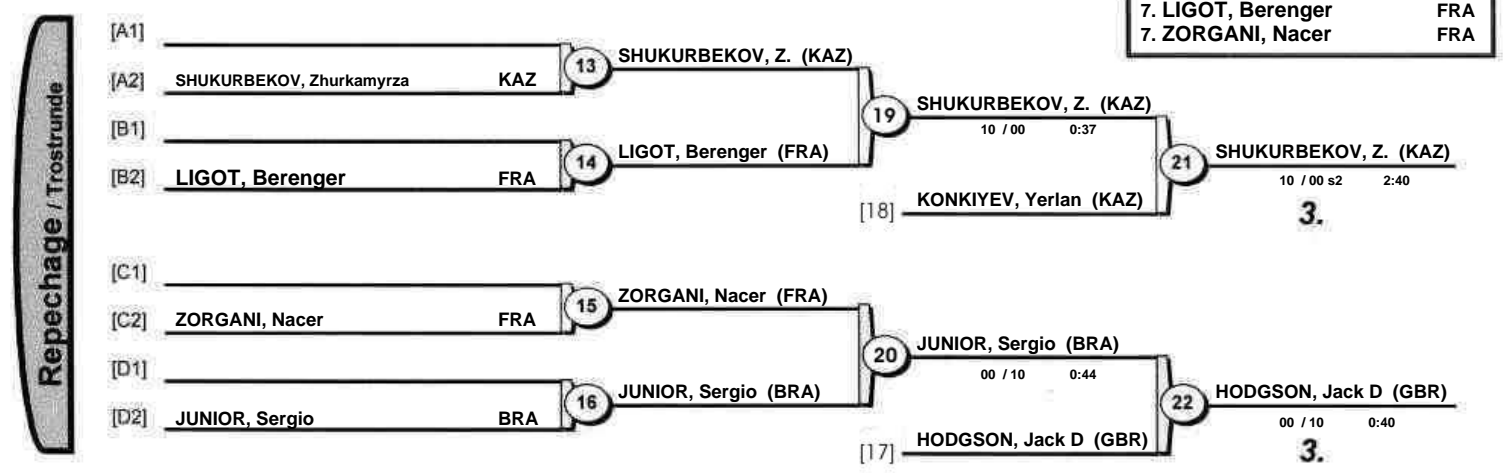 7. LIGOT, Berenger FRA
7. ZORGANI, Nacer FRA
Repechage / Trostrunde
[A1]
[A2] SHUKURBEKOV, Zhurkamyrza KAZ
13 SHUKURBEKOV, Z. (KAZ)
[B1]
[B2] LIGOT, Berenger FRA
14 LIGOT, Berenger (FRA)
19 SHUKURBEKOV, Z. (KAZ)
10 / 00 0:37
[18] KONKIYEV, Yerlan (KAZ)
21 SHUKURBEKOV, Z. (KAZ)
10 / 00 s2 2:40
3.
[C1]
[C2] ZORGANI, Nacer FRA
15 ZORGANI, Nacer (FRA)
[D1]
[D2] JUNIOR, Sergio BRA
16 JUNIOR, Sergio (BRA)
20 JUNIOR, Sergio (BRA)
00 / 10 0:44
[17] HODGSON, Jack D (GBR)
22 HODGSON, Jack D (GBR)
00 / 10 0:40
3.